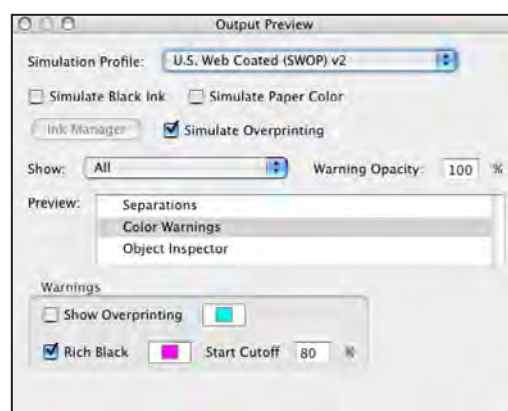 Output Preview
Simulation Profile: U.S. Web Coated (SWOP) v2
Simulate Black Ink Simulate Paper Color
Ink Manager Simulate Overprinting
Show: All Warning Opacity: 100 %
Preview: Separations
Color Warnings
Object Inspector
Warnings
Show Overprinting
Rich Black Start Cutoff 80 %